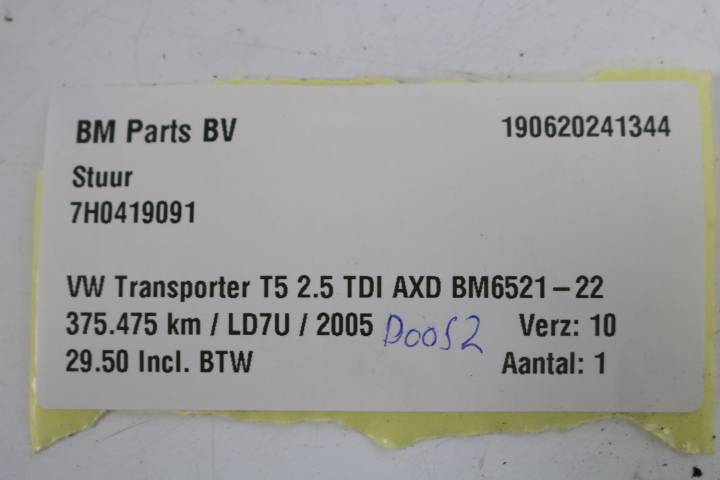 BM Parts BV 190620241344
Stuur
7H0419091
VW Transporter T5 2.5 TDI AXD BM6521-22
375.475 km / LD7U / 2005 Doos2 Verz: 10
29.50 Incl. BTW Aantal: 1